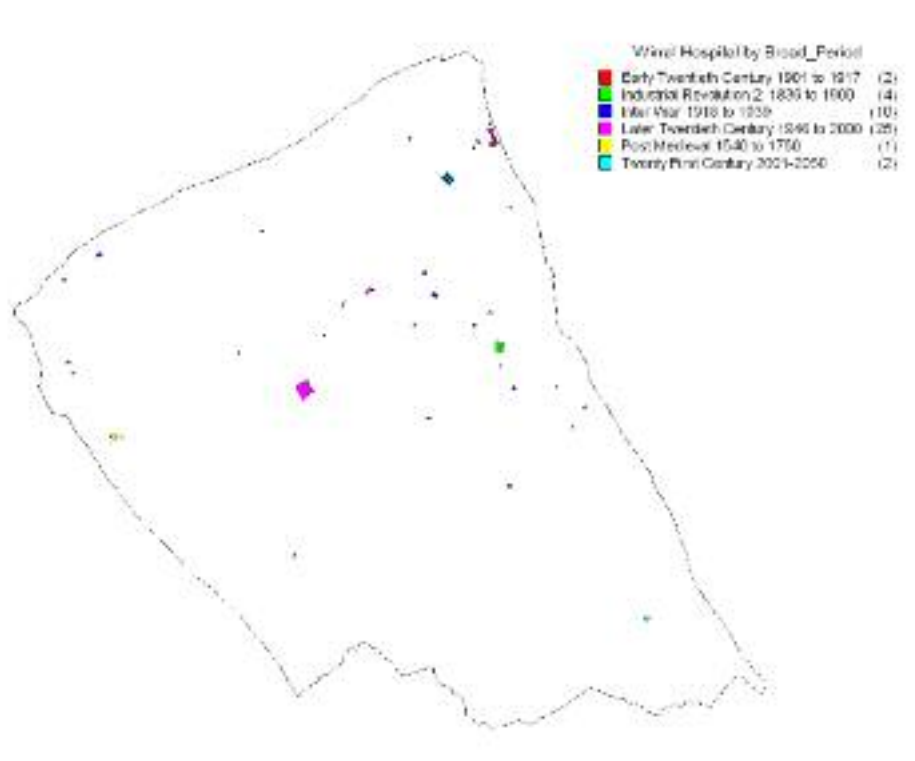 Wirral Hospital by Broad_Period
Early Twentieth Century 1901 to 1917 (2)
Industrial Revolution 2 1836 to 1900 (4)
Inter War 1918 to 1939 (10)
Later Twentieth Century 1946 to 2000 (25)
Post Medieval 1540 to 1750 (1)
Twenty First Century 2001-2050 (2)